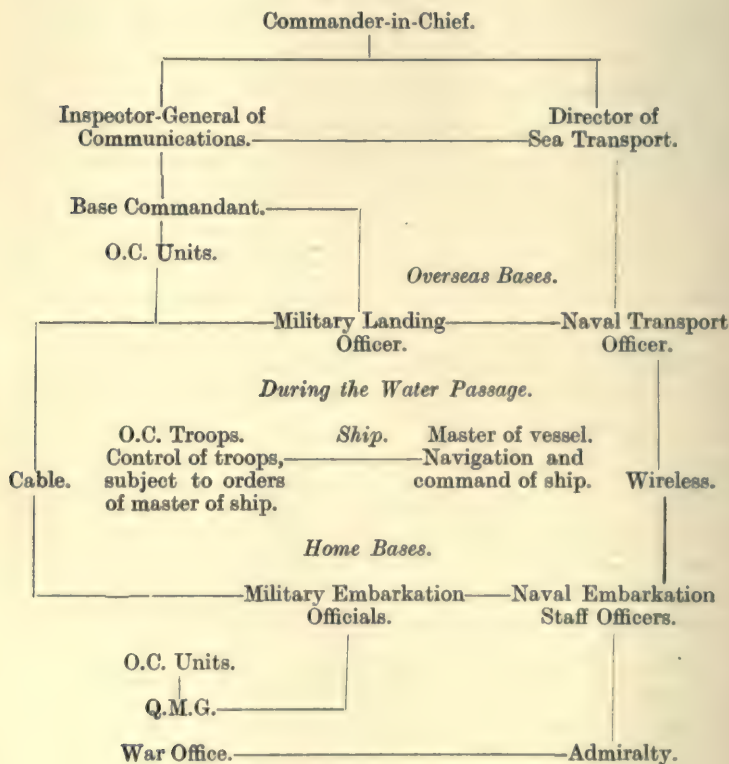 Commander-in-Chief.
Inspector-General of
Communications.
Director of
Sea Transport.
Base Commandant.
O.C. Units.
Overseas Bases.
Military Landing
Officer.
Naval Transport
Officer.
During the Water Passage.
O.C. Troops.
Control of troops,
subject to orders
of master of ship.
Ship.
Master of vessel.
Navigation and
command of ship.
Cable.
Wireless.
Home Bases.
Military Embarkation
Officials.
Naval Embarkation
Staff Officers.
O.C. Units.
Q.M.G.
War Office.
Admiralty.